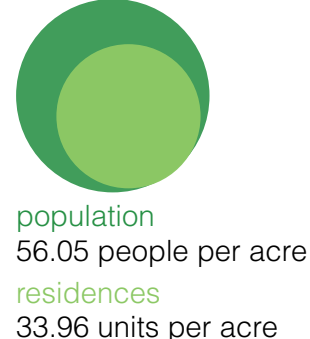 population
56.05 people per acre
residences
33.96 units per acre